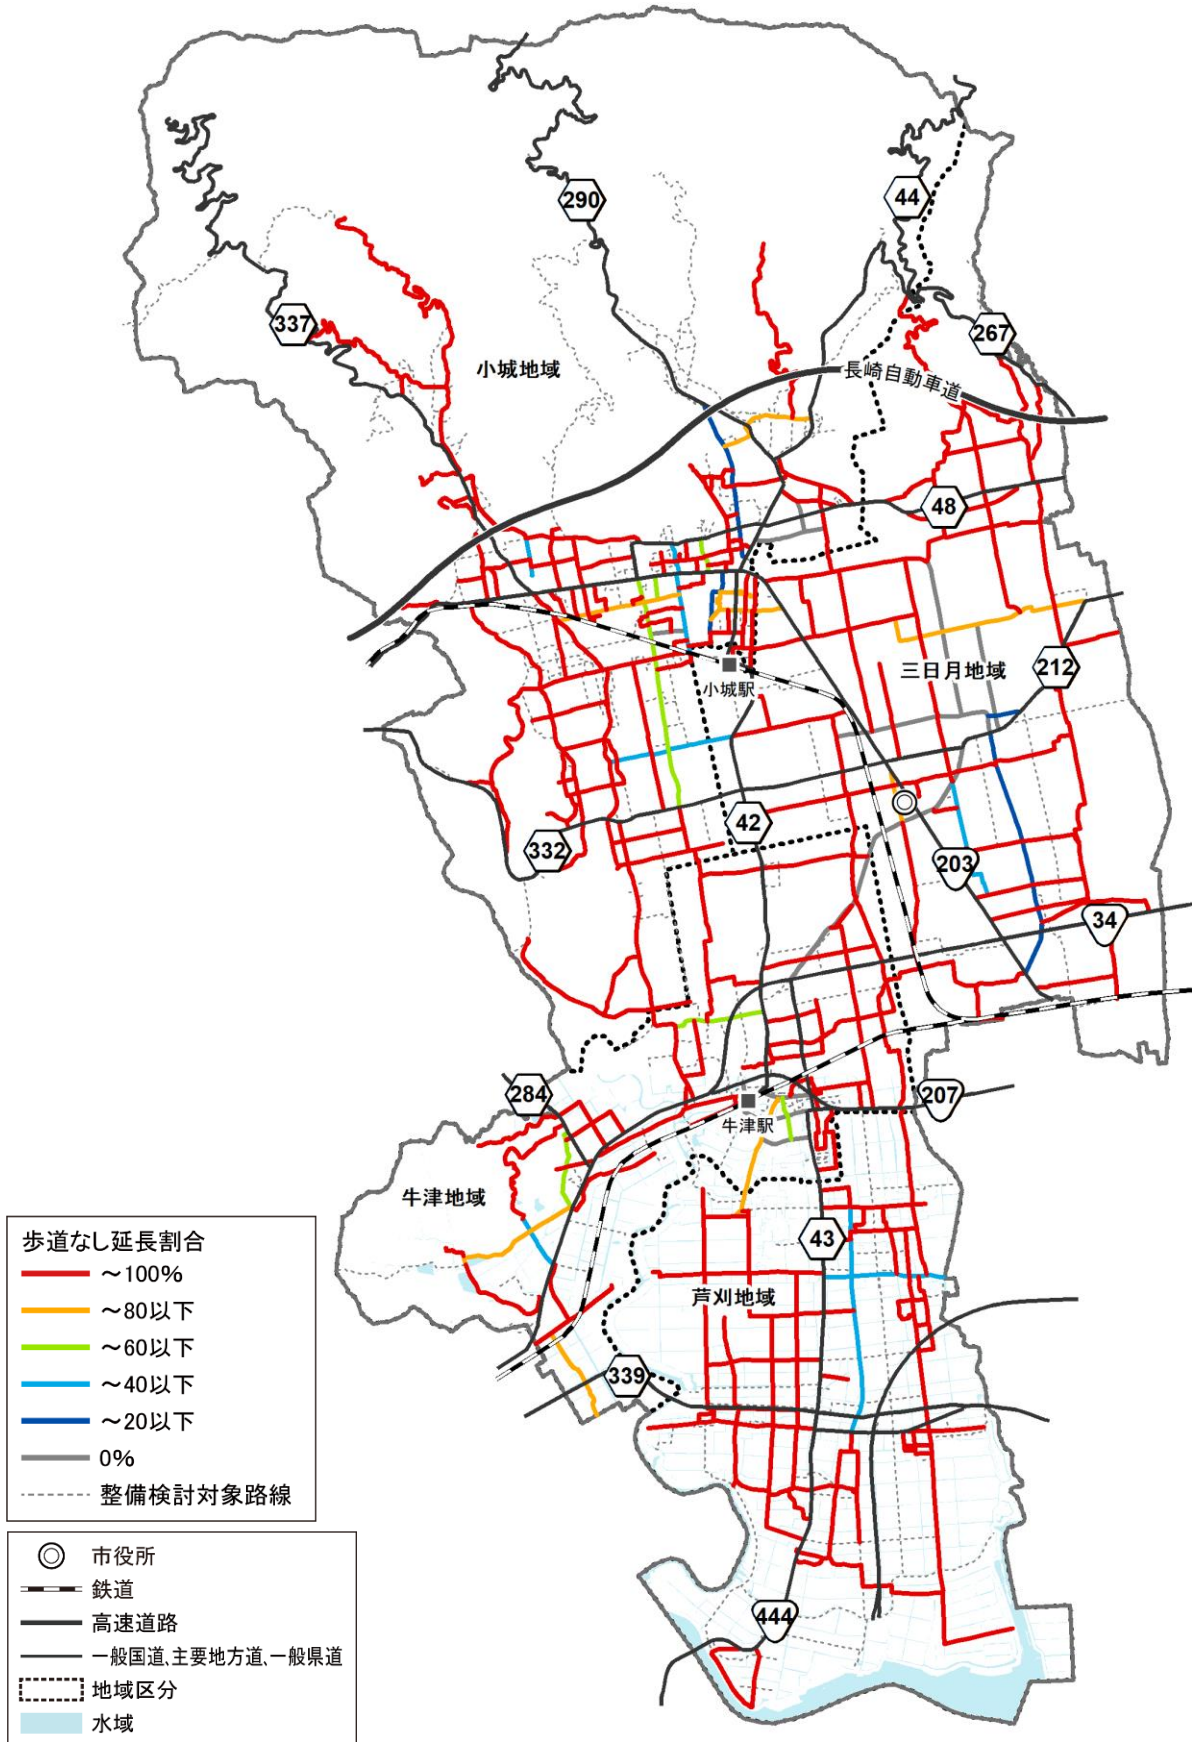 290
44
337
267
小城地域
長崎自動車道
48
三日月地域
212
小城駅
42
332
203
34
284
207
牛津駅
牛津地域
43
芦刈地域
339
444
歩道なし延長割合
～100%
～80以下
～60以下
～40以下
～20以下
0%
整備検討対象路線
市役所
鉄道
高速道路
一般国道、主要地方道、一般県道
地域区分
水域